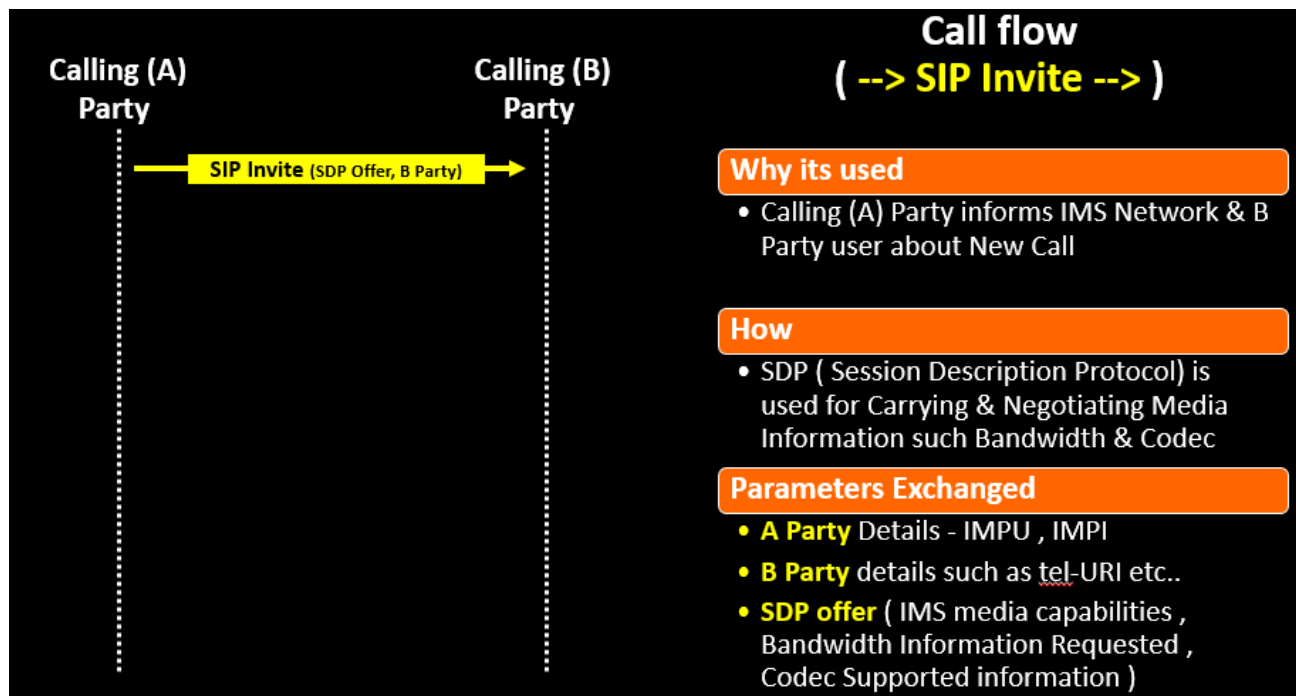 Calling (A)
Party
Calling (B)
Party
SIP Invite (SDP Offer, B Party)
Call flow
( --> SIP Invite --> )
Why its used
• Calling (A) Party informs IMS Network & B
Party user about New Call
How
• SDP ( Session Description Protocol) is
used for Carrying & Negotiating Media
Information such Bandwidth & Codec
Parameters Exchanged
• A Party Details - IMPU , IMPI
• B Party details such as tel-URI etc..
• SDP offer ( IMS media capabilities ,
Bandwidth Information Requested ,
Codec Supported information )